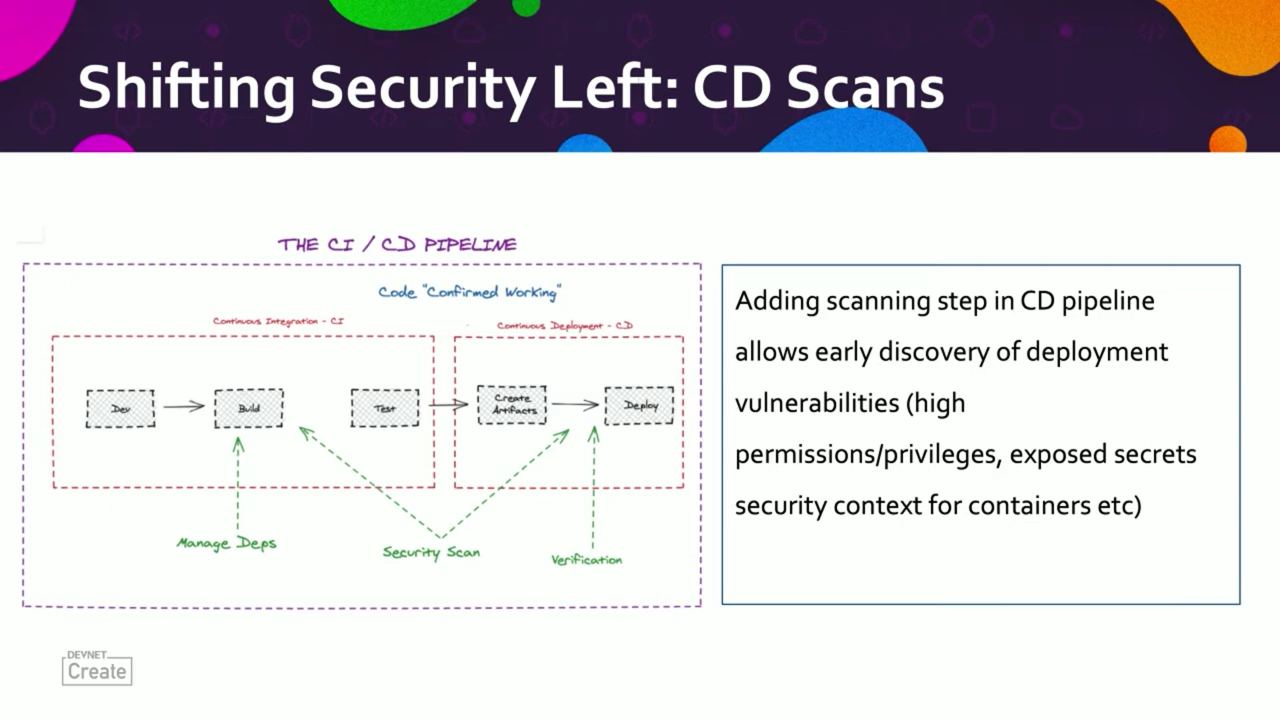 Shifting Security Left: CD Scans
THE CI / CD PIPELINE
Code "Confirmed Working"
Continuous Integration - CI
Continuous Deployment - CD
Dev
Build
Test
Create
Artifacts
Deploy
Manage Deps
Security Scan
Verification
Adding scanning step in CD pipeline
allows early discovery of deployment
vulnerabilities (high
permissions/privileges, exposed secrets
security context for containers etc)
DEVNET
Create